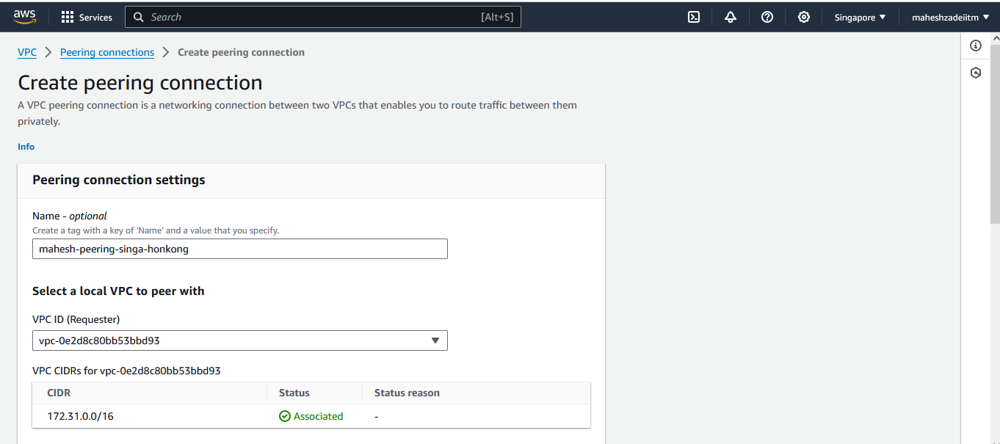 aws Services Search [Alt+S] Singapore maheshzadeiitm
VPC Peering connections Create peering connection
Create peering connection
A VPC peering connection is a networking connection between two VPCs that enables you to route traffic between them
privately.
Info
Peering connection settings
Name - optional
Create a tag with a key of 'Name' and a value that you specify.
mahesh-peering-singa-honkong
Select a local VPC to peer with
VPC ID (Requester)
vpc-0e2d8c80bb53bbd93
VPC CIDRs for vpc-0e2d8c80bb53bbd93
CIDR Status Status reason
172.31.0.0/16 Associated -